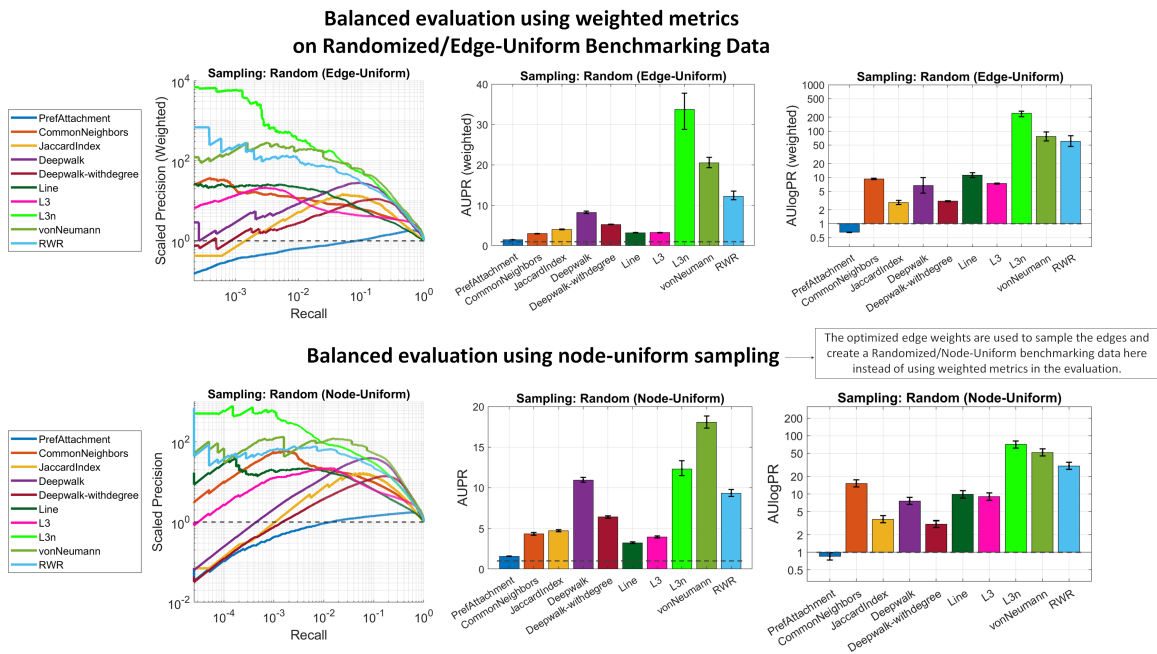 Balanced evaluation using weighted metrics
on Randomized/Edge-Uniform Benchmarking Data
PrefAttachment
CommonNeighbors
JaccardIndex
Deepwalk
Deepwalk-withdegree
Line
L3
L3n
vonNeumann
RWR
Sampling: Random (Edge-Uniform)
Scaled Precision (Weighted)
10^4
10^2
10^0
10^-3
10^-2
10^-1
10^0
Recall
Sampling: Random (Edge-Uniform)
AUPR (weighted)
40
30
20
10
0
PrefAttachment
CommonNeighbors
JaccardIndex
Deepwalk
Deepwalk-withdegree
Line
L3
L3n
vonNeumann
RWR
Sampling: Random (Edge-Uniform)
AUlogPR (weighted)
1000
500
200
100
50
20
10
5
2
1
0.5
PrefAttachment
CommonNeighbors
JaccardIndex
Deepwalk
Deepwalk-withdegree
Line
L3
L3n
vonNeumann
RWR
Balanced evaluation using node-uniform sampling
The optimized edge weights are used to sample the edges and
create a Randomized/Node-Uniform benchmarking data here
instead of using weighted metrics in the evaluation.
PrefAttachment
CommonNeighbors
JaccardIndex
Deepwalk
Deepwalk-withdegree
Line
L3
L3n
vonNeumann
RWR
Sampling: Random (Node-Uniform)
Scaled Precision
10^2
10^0
10^-2
10^-4
10^-3
10^-2
10^-1
10^0
Recall
Sampling: Random (Node-Uniform)
AUPR
20
15
10
5
0
PrefAttachment
CommonNeighbors
JaccardIndex
Deepwalk
Deepwalk-withdegree
Line
L3
L3n
vonNeumann
RWR
Sampling: Random (Node-Uniform)
AUlogPR
200
100
50
20
10
5
2
1
0.5
PrefAttachment
CommonNeighbors
JaccardIndex
Deepwalk
Deepwalk-withdegree
Line
L3
L3n
vonNeumann
RWR